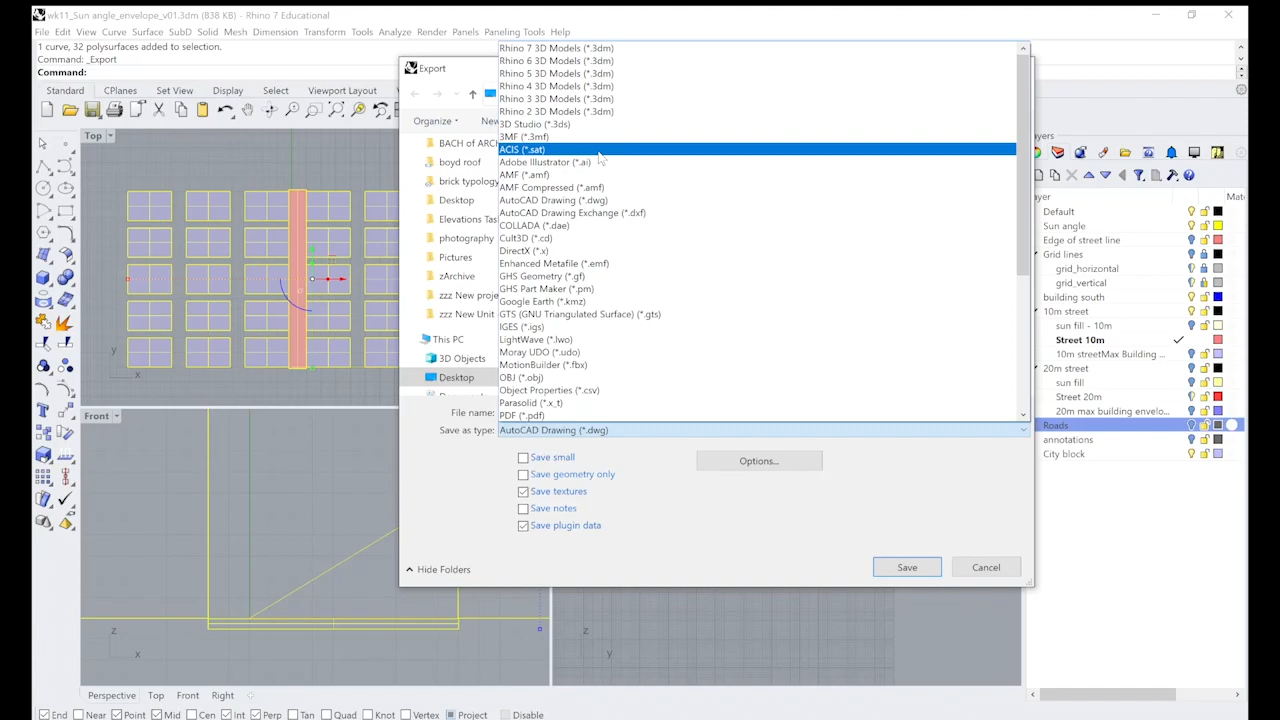 wk11_Sun angle_envelope_v01.3dm (838 KB) - Rhino 7 Educational
File Edit View Curve Surface SubD Solid Mesh Dimension Transform Tools Analyze Render Panels Paneling Tools Help
1 curve, 32 polysurfaces added to selection.
Command: _Export
Command:
Standard CPlanes Set View Display Select Viewport Layout
Top
y
x
Front
z
x
z
y
Perspective Top Front Right
End Near Point Mid Cen Int Perp Tan Quad Knot Vertex Project Disable
Export
Organize
BACH of ARC
boyd roof
brick typology
Desktop
Elevations Tas
photography
Pictures
zArchive
zzz New proje
zzz New Unit
This PC
3D Objects
Desktop
Rhino 7 3D Models (*.3dm)
Rhino 6 3D Models (*.3dm)
Rhino 5 3D Models (*.3dm)
Rhino 4 3D Models (*.3dm)
Rhino 3 3D Models (*.3dm)
Rhino 2 3D Models (*.3dm)
3D Studio (*.3ds)
3MF (*.3mf)
ACIS (*.sat)
Adobe Illustrator (*.ai)
AMF (*.amf)
AMF Compressed (*.amf)
AutoCAD Drawing (*.dwg)
AutoCAD Drawing Exchange (*.dxf)
COLLADA (*.dae)
Cult3D (*.cd)
DirectX (*.x)
Enhanced Metafile (*.emf)
GHS Geometry (*.gf)
GHS Part Maker (*.pm)
Google Earth (*.kmz)
GTS (GNU Triangulated Surface) (*.gts)
IGES (*.igs)
LightWave (*.lwo)
Moray UDO (*.udo)
MotionBuilder (*.fbx)
OBJ (*.obj)
Object Properties (*.csv)
Parasolid (*.x_t)
PDF (*.pdf)
File name:
Save as type: AutoCAD Drawing (*.dwg)
Save small
Options...
Save geometry only
Save textures
Save notes
Save plugin data
Hide Folders
Save Cancel
ayers
ayer Mate
Default
Sun angle
Edge of street line
Grid lines
grid_horizontal
grid_vertical
building south
10m street
sun fill - 10m
Street 10m
10m streetMax Building ...
20m street
sun fill
Street 20m
20m max building envelo...
Roads
annotations
City block